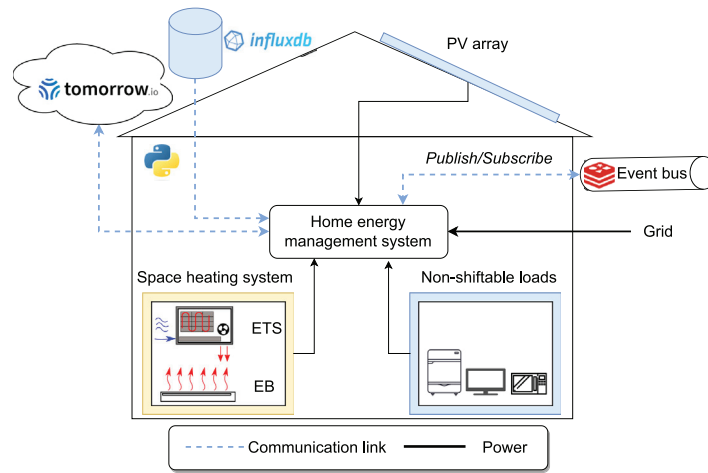 influxdb
PV array
tomorrow.io
Publish/Subscribe
Event bus
Home energy
management system
Grid
Space heating system
Non-shiftable loads
ETS
EB
Communication link
Power